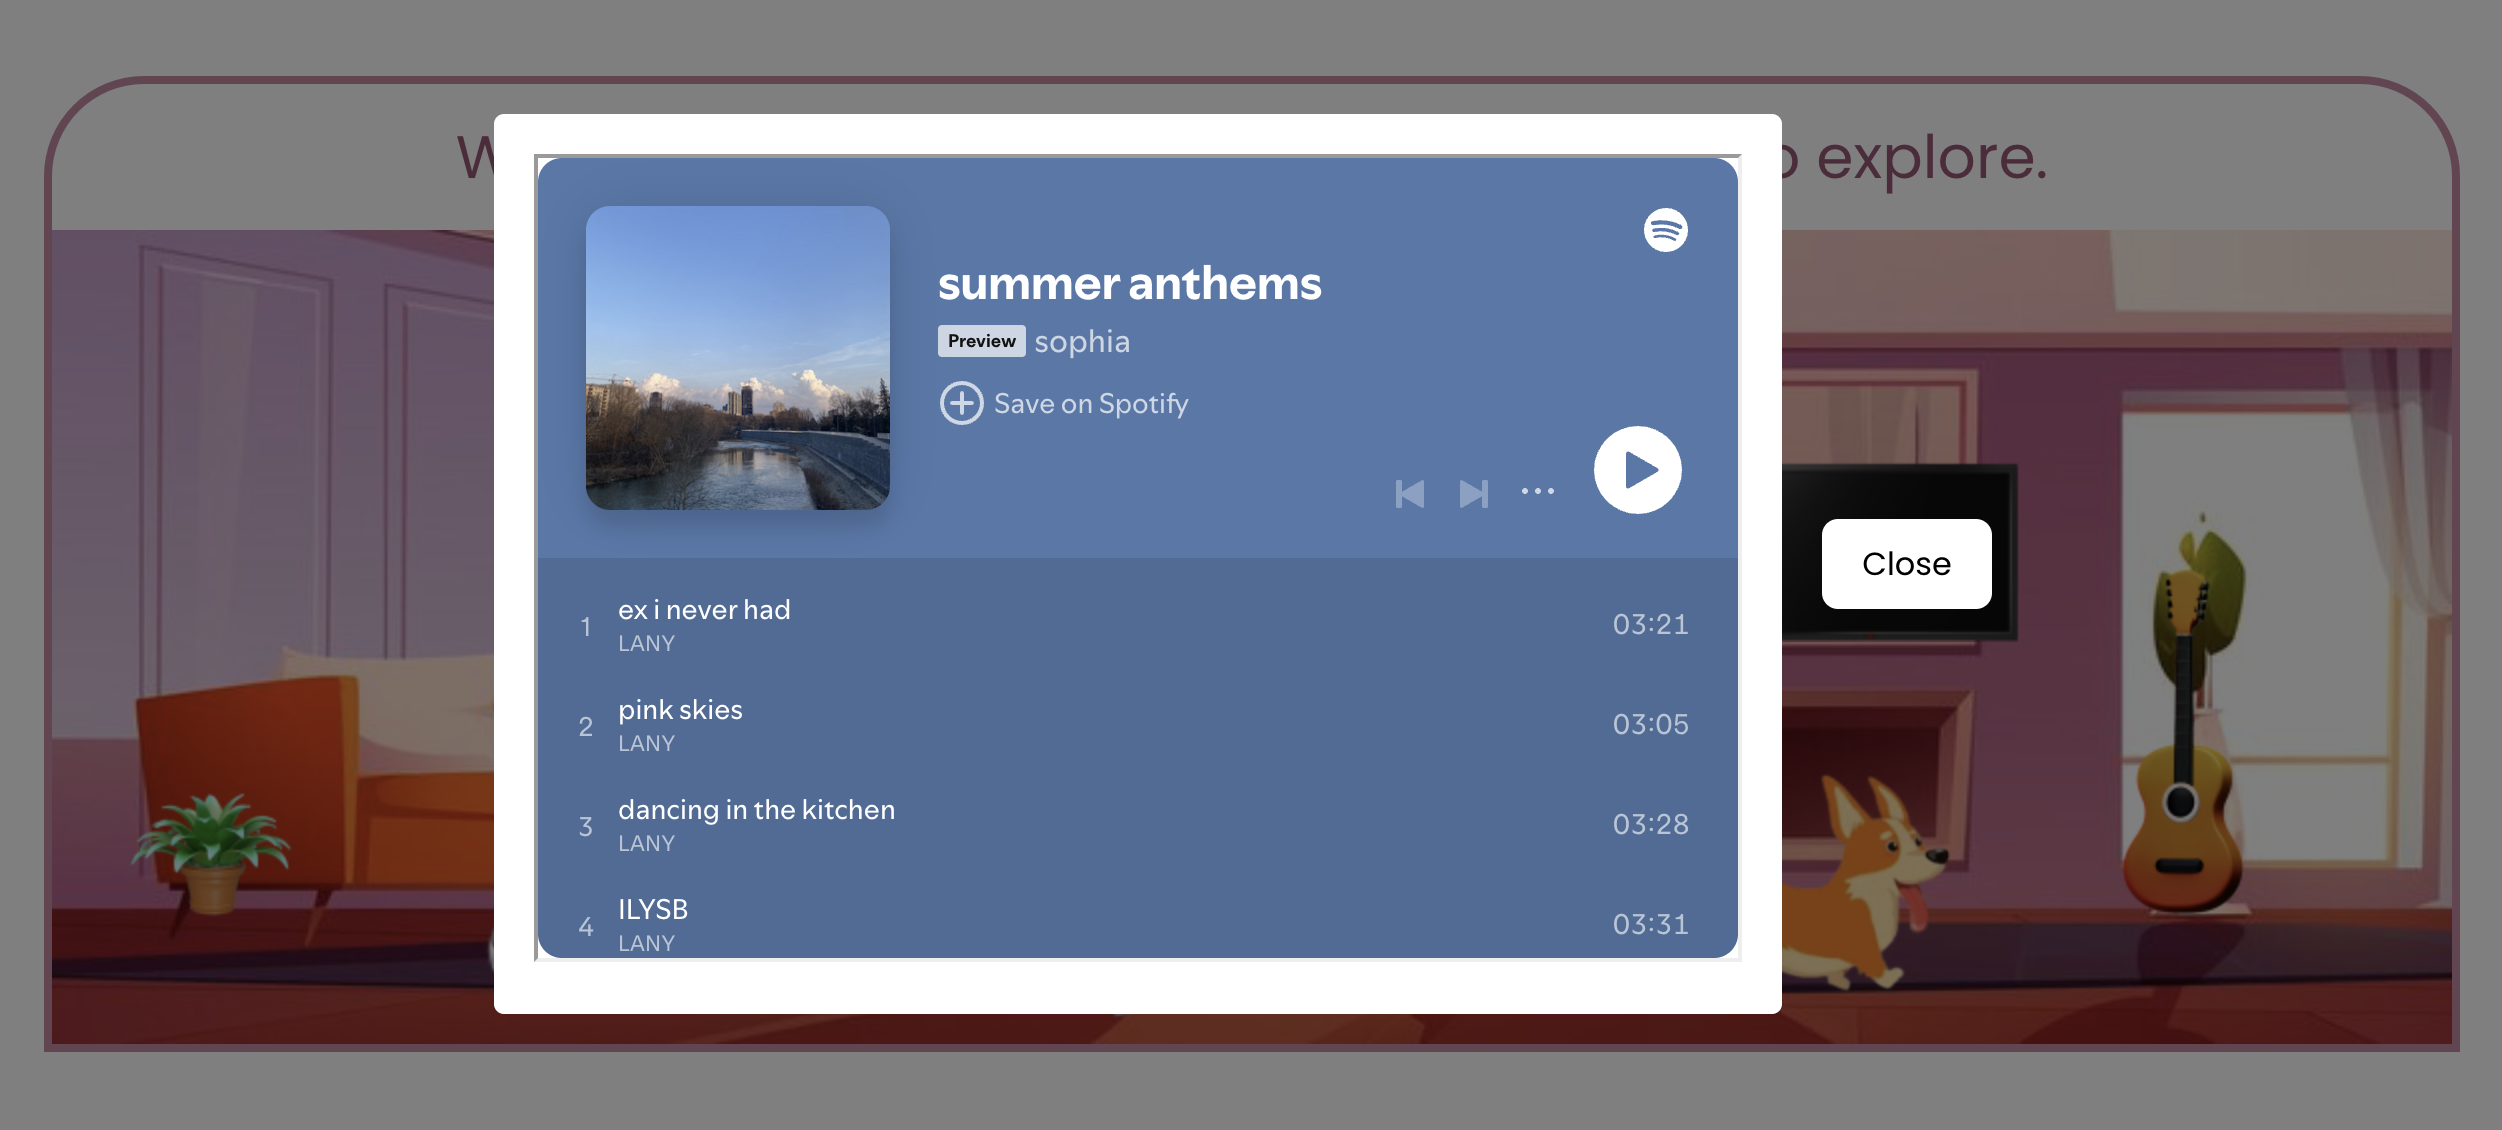 explore.
summer anthems
Preview sophia
Save on Spotify
Close
1 ex i never had 03:21
LANY
2 pink skies 03:05
LANY
3 dancing in the kitchen 03:28
LANY
4 ILYSB 03:31
LANY